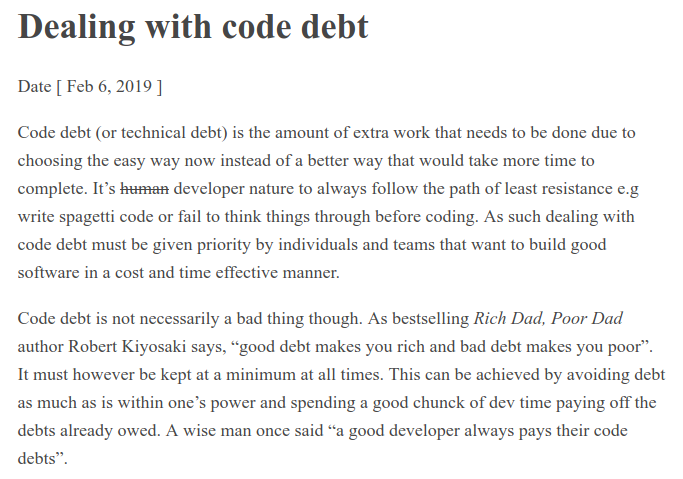 Dealing with code debt
Date [ Feb 6, 2019 ]
Code debt (or technical debt) is the amount of extra work that needs to be done due to
choosing the easy way now instead of a better way that would take more time to
complete. It’s human developer nature to always follow the path of least resistance e.g
write spagetti code or fail to think things through before coding. As such dealing with
code debt must be given priority by individuals and teams that want to build good
software in a cost and time effective manner.
Code debt is not necessarily a bad thing though. As bestselling Rich Dad, Poor Dad
author Robert Kiyosaki says, “good debt makes you rich and bad debt makes you poor”.
It must however be kept at a minimum at all times. This can be achieved by avoiding debt
as much as is within one’s power and spending a good chunck of dev time paying off the
debts already owed. A wise man once said “a good developer always pays their code
debts”.